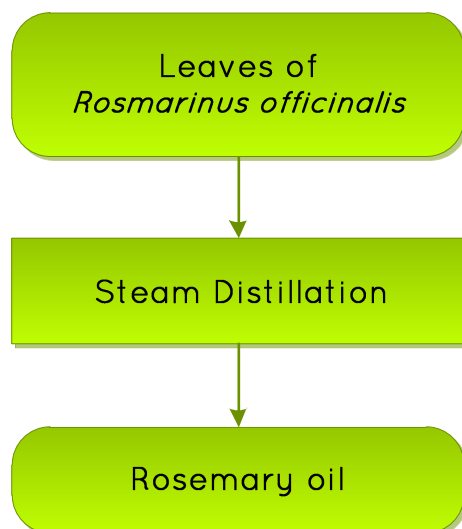 Leaves of
Rosmarinus officinalis
Steam Distillation
Rosemary oil